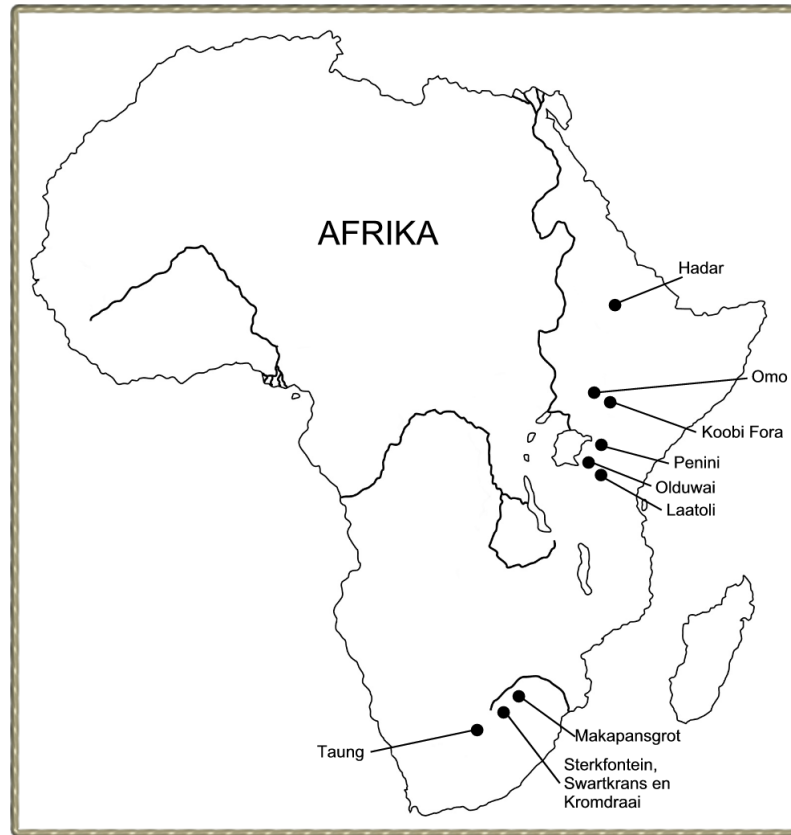 AFRIKA
Hadar
Omo
Koobi Fora
Penini
Olduwai
Laatoli
Makapansgrot
Taung
Sterkfontein,
Swartkrans en
Kromdraai